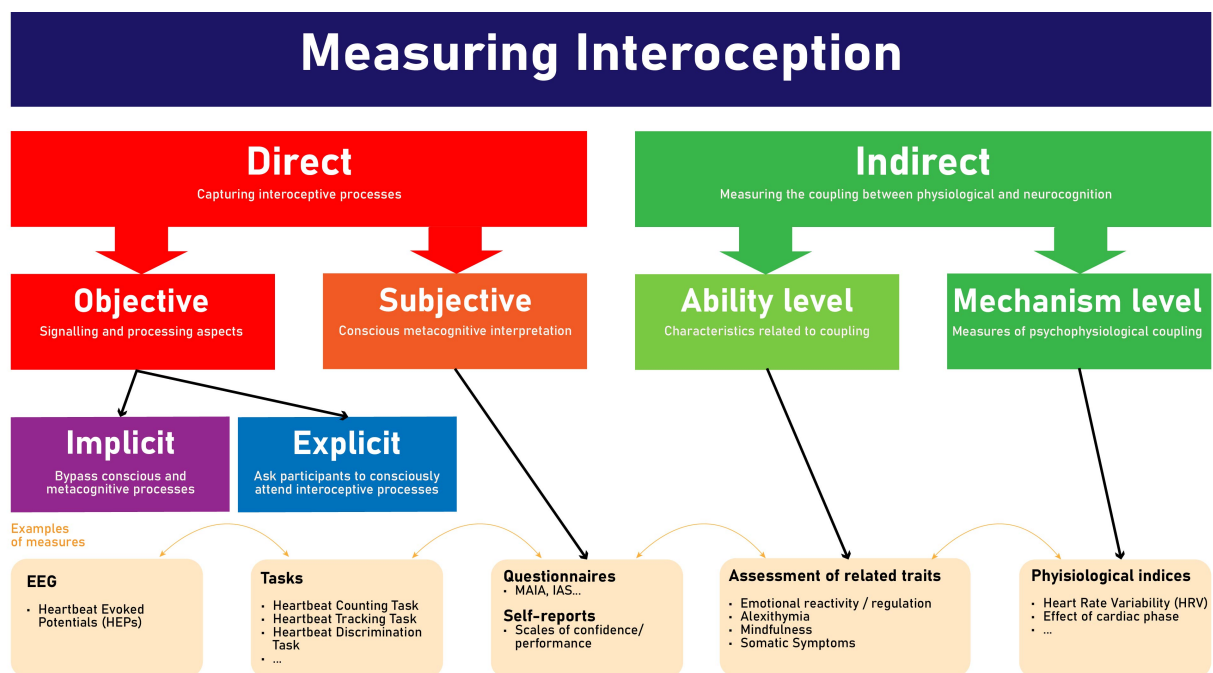 Measuring Interoception
Direct
Capturing interoceptive processes
Indirect
Measuring the coupling between physiological and neurocognition
Objective
Signalling and processing aspects
Subjective
Conscious metacognitive interpretation
Ability level
Characteristics related to coupling
Mechanism level
Measures of psychophysiological coupling
Implicit
Bypass conscious and
metacognitive processes
Explicit
Ask participants to consciously
attend interoceptive processes
Examples
of measures
EEG
• Heartbeat Evoked
Potentials (HEPs)
Tasks
• Heartbeat Counting Task
• Heartbeat Tracking Task
• Heartbeat Discrimination
Task
• ...
Questionnaires
• MAIA, IAS...
Self-reports
• Scales of confidence/
performance
Assessment of related traits
• Emotional reactivity / regulation
• Alexithymia
• Mindfulness
• Somatic Symptoms
Phyisiological indices
• Heart Rate Variability (HRV)
• Effect of cardiac phase
• ...